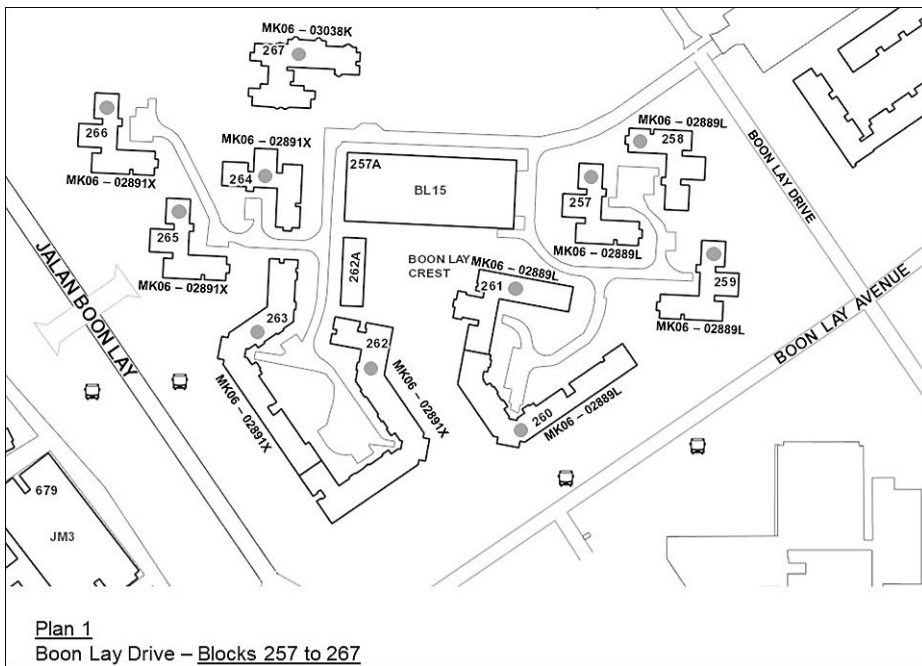 MK06 – 03038K
267
266
MK06 – 02891X
MK06 – 02891X
264
257A
BL15
MK06 – 02889L
258
257
MK06 – 02889L
BOON LAY DRIVE
265
MK06 – 02891X
262A
BOON LAY
CREST
MK06 – 02889L
261
259
MK06 – 02889L
JALAN BOON LAY
263
262
MK06 – 02891X
MK06 – 02891X
260
MK06 – 02889L
BOON LAY AVENUE
679
JM3
Plan 1
Boon Lay Drive – Blocks 257 to 267